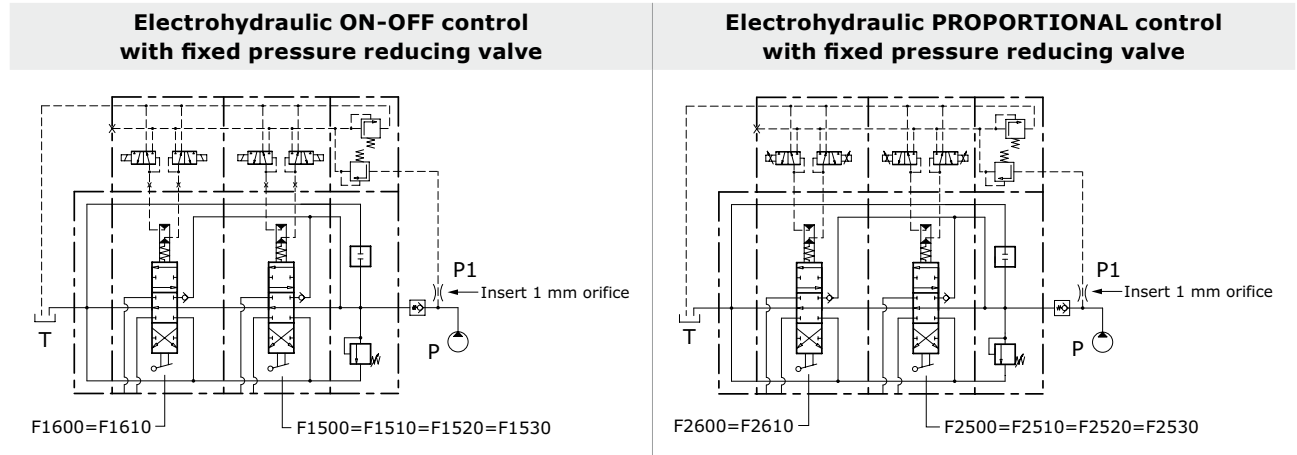 Electrohydraulic ON-OFF control
with fixed pressure reducing valve
P1
Insert 1 mm orifice
T
P
F1600=F1610
F1500=F1510=F1520=F1530
Electrohydraulic PROPORTIONAL control
with fixed pressure reducing valve
P1
Insert 1 mm orifice
T
P
F2600=F2610
F2500=F2510=F2520=F2530